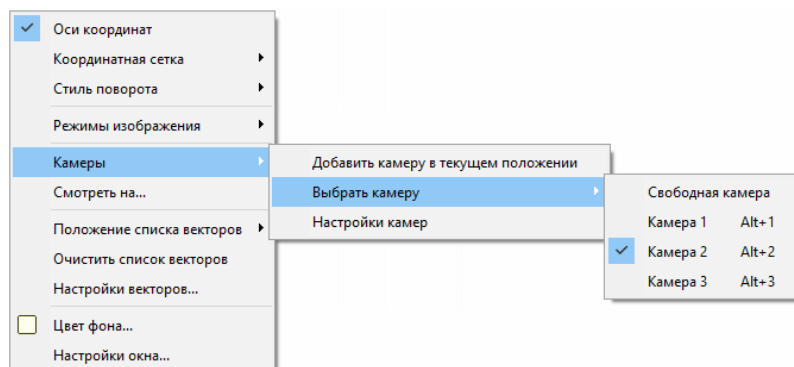 Оси координат
Координатная сетка
Стиль поворота
Режимы изображения
Камеры
Смотреть на...
Положение списка векторов
Очистить список векторов
Настройки векторов...
Цвет фона...
Настройки окна...
Добавить камеру в текущем положении
Выбрать камеру
Настройки камер
Свободная камера
Камера 1 Alt+1
Камера 2 Alt+2
Камера 3 Alt+3